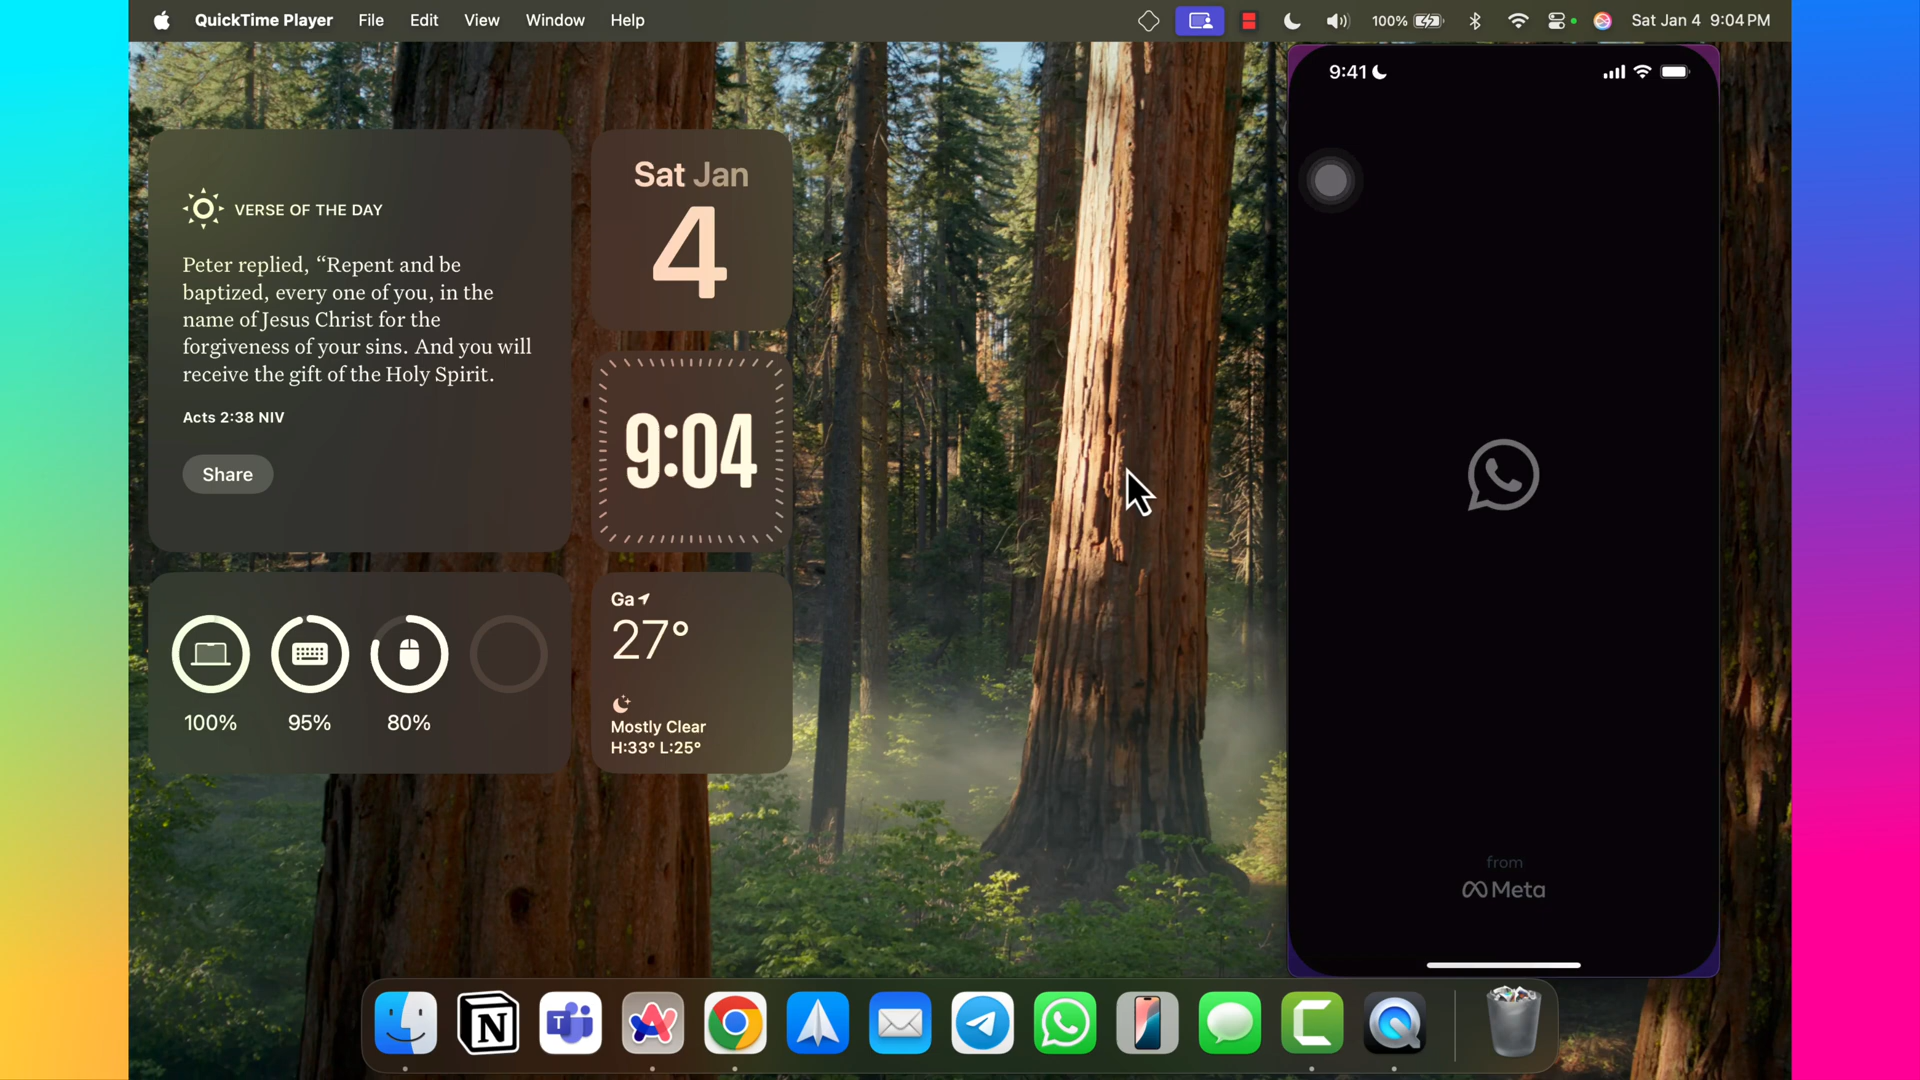 QuickTime Player File Edit View Window Help
100% Sat Jan 4 9:04 PM
VERSE OF THE DAY
Peter replied, “Repent and be
baptized, every one of you, in the
name of Jesus Christ for the
forgiveness of your sins. And you will
receive the gift of the Holy Spirit.
Acts 2:38 NIV
Share
Sat Jan
4
9:04
100% 95% 80%
Ga
27°
Mostly Clear
H:33° L:25°
9:41
from
Meta
N
T
C